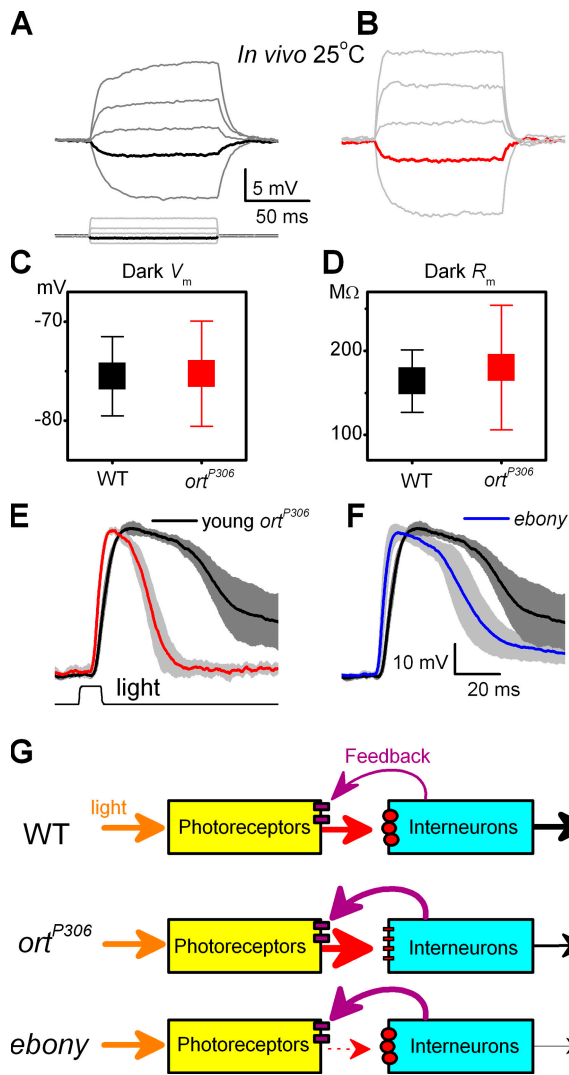 A
B
In vivo 25°C
5 mV
50 ms
C
Dark Vm
mV
-70
-80
WT
ortP306
D
Dark Rm
MΩ
200
100
WT
ortP306
E
young ortP306
light
F
ebony
10 mV
20 ms
G
Feedback
WT
light
Photoreceptors
Interneurons
ortP306
Photoreceptors
Interneurons
ebony
Photoreceptors
Interneurons